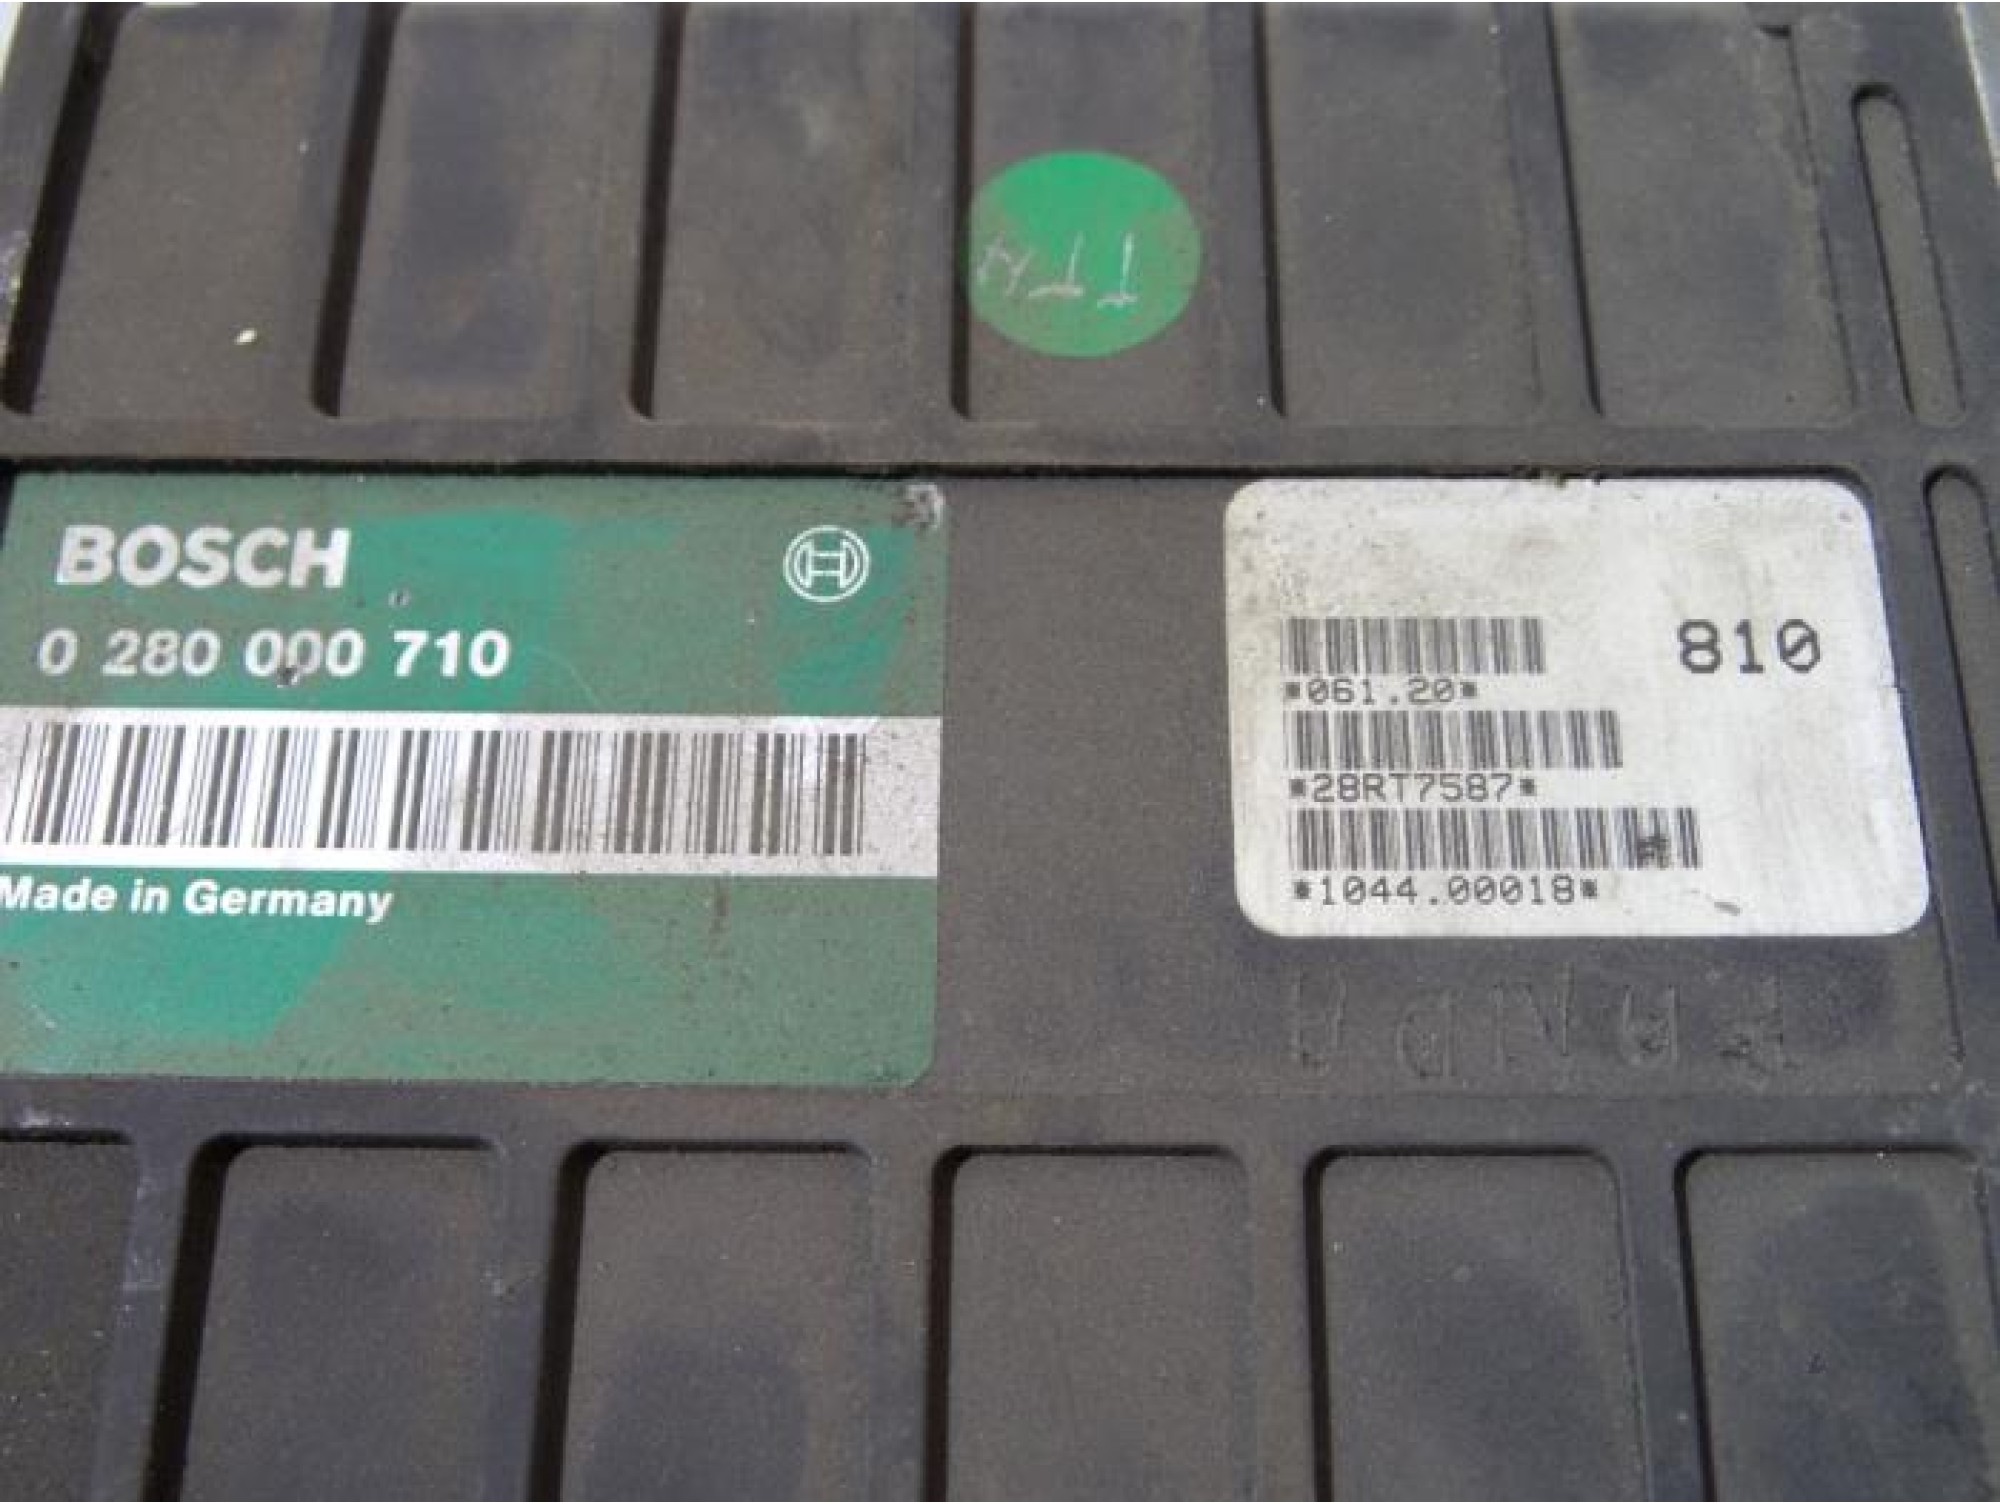 BOSCH
0 280 000 710
Made in Germany
810
*061.20*
*28RT7587*
*1044.00018*